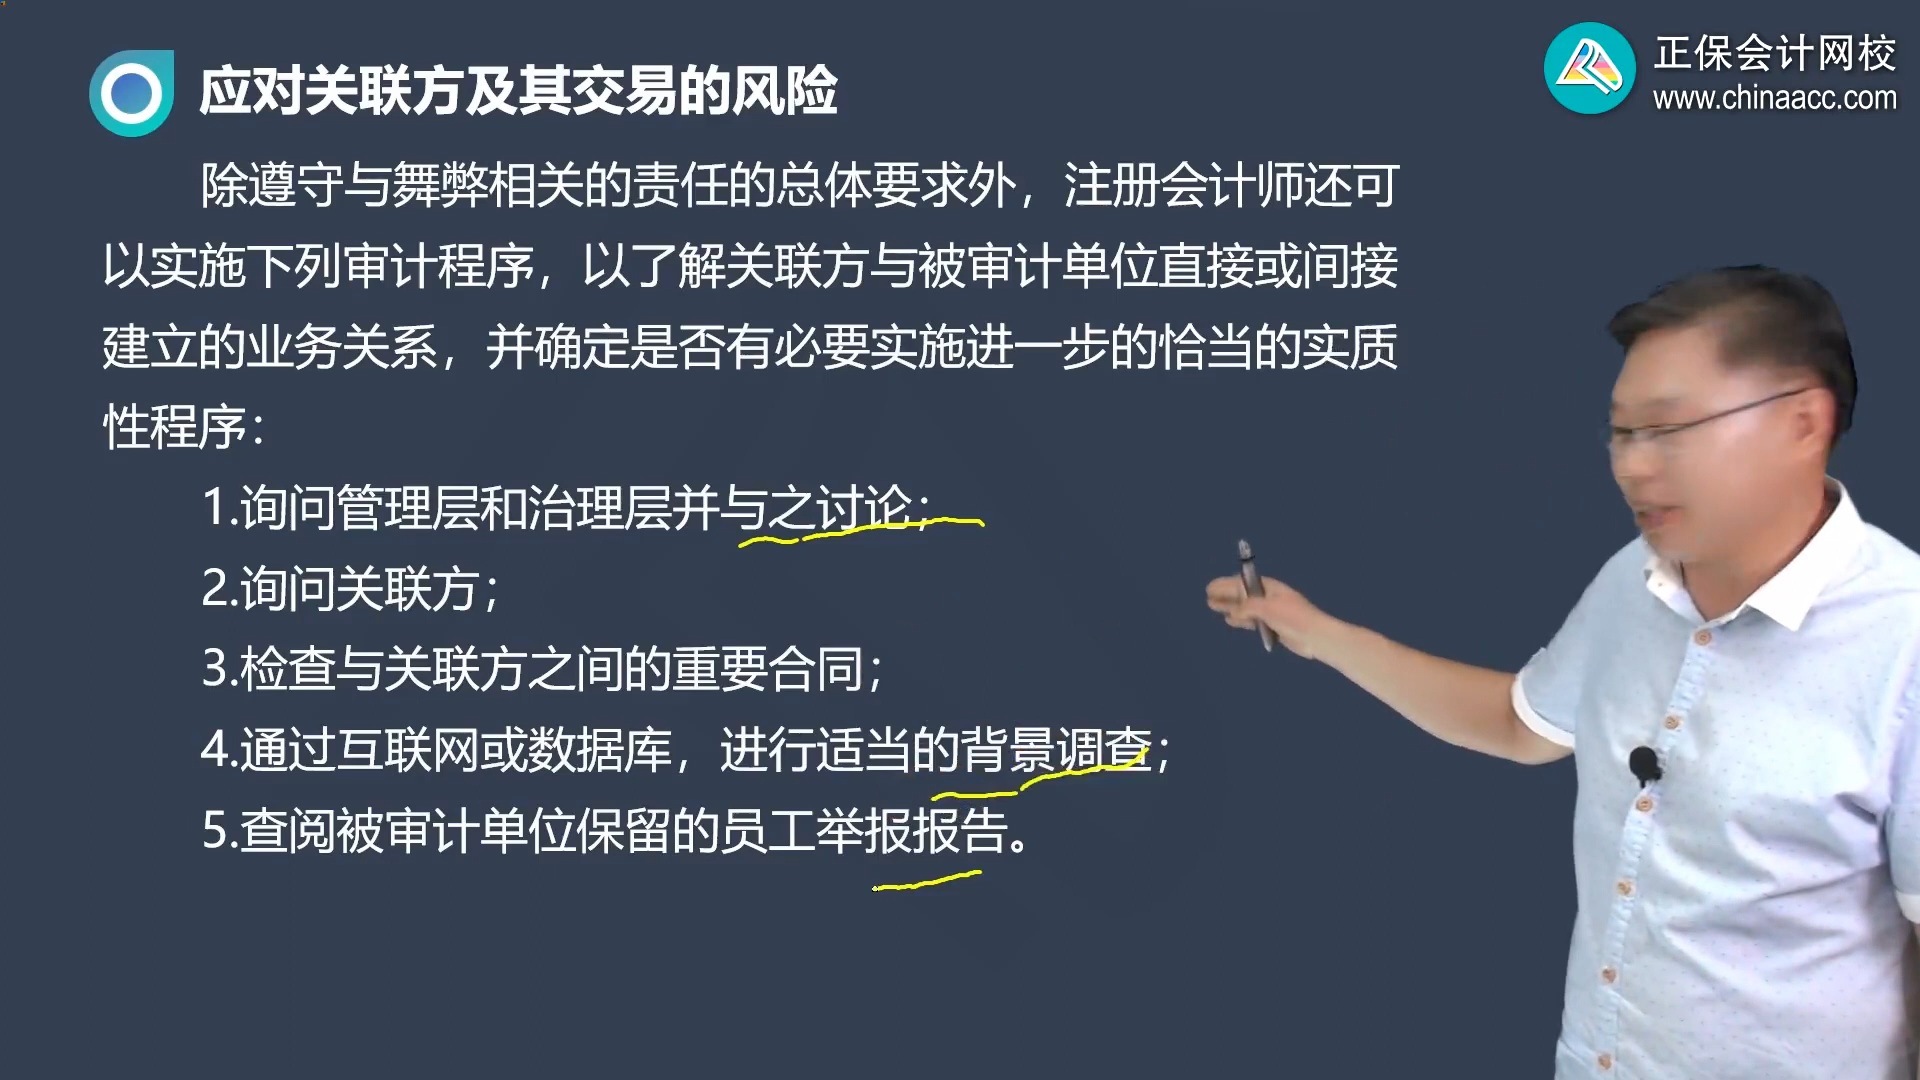 正保会计网校
www.chinaacc.com
应对关联方及其交易的风险
除遵守与舞弊相关的责任的总体要求外，注册会计师还可
以实施下列审计程序，以了解关联方与被审计单位直接或间接
建立的业务关系，并确定是否有必要实施进一步的恰当的实质
性程序：
1.询问管理层和治理层并与之讨论；
2.询问关联方；
3.检查与关联方之间的重要合同；
4.通过互联网或数据库，进行适当的背景调查；
5.查阅被审计单位保留的员工举报报告。